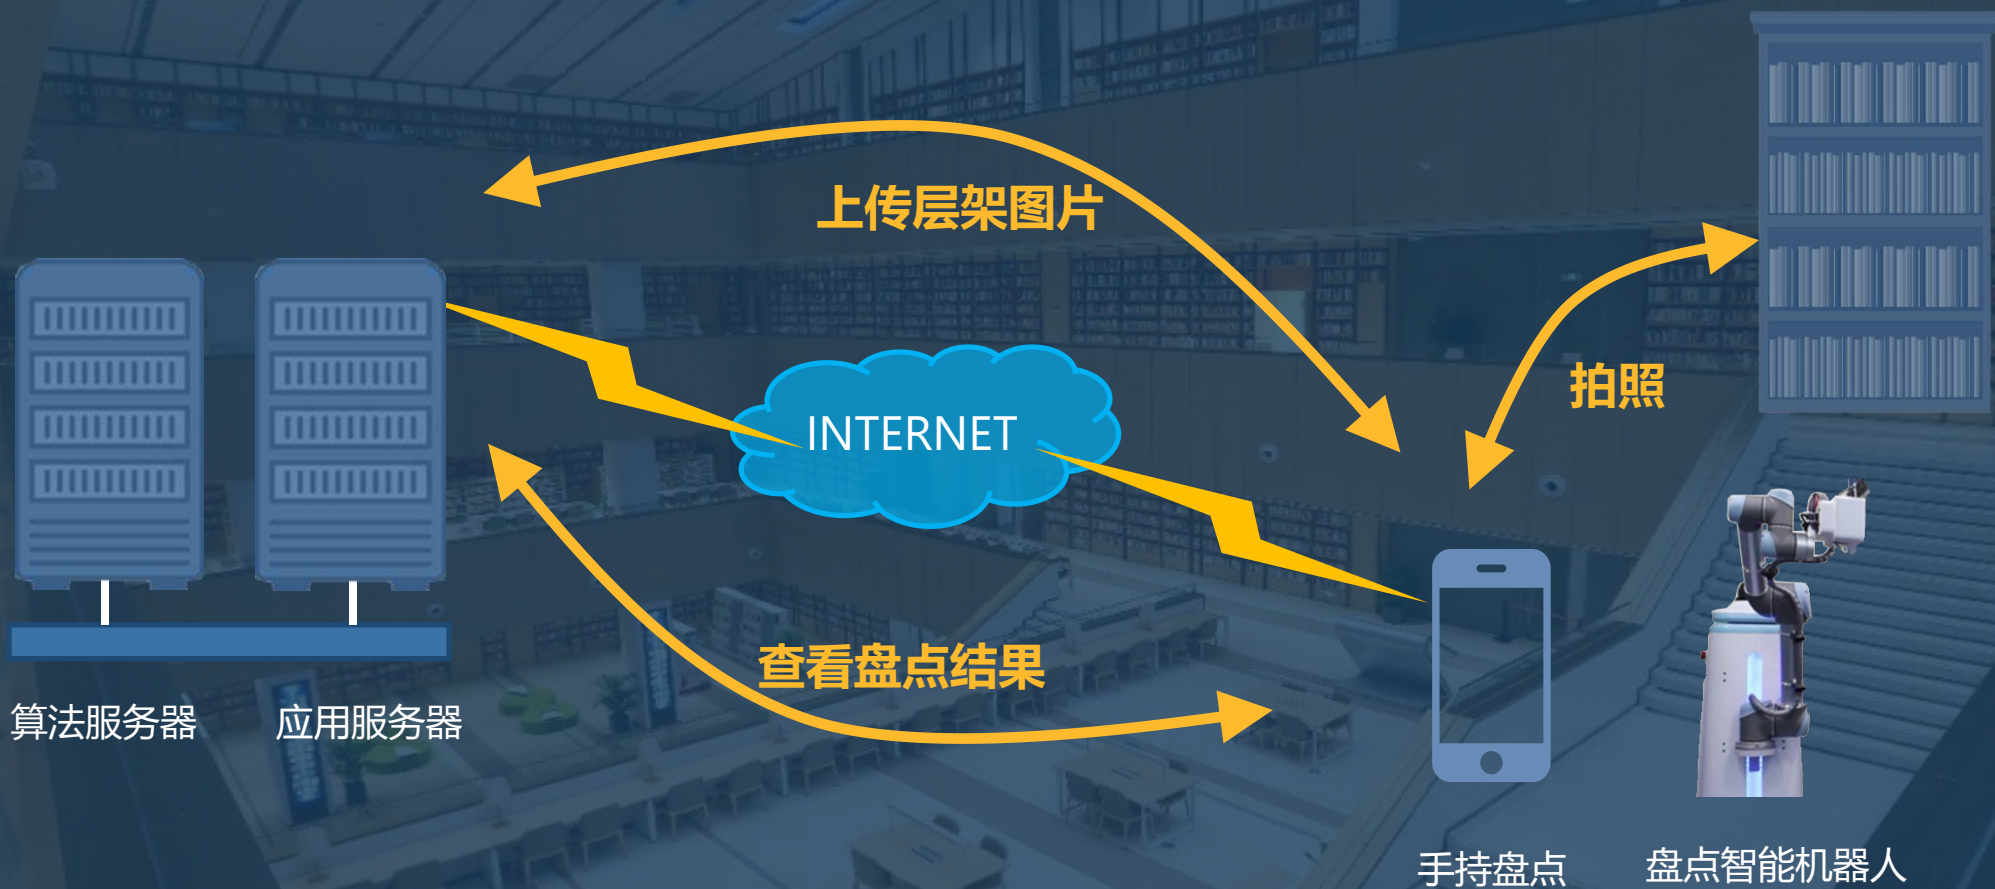 上传层架图片
拍照
INTERNET
查看盘点结果
算法服务器
应用服务器
手持盘点
盘点智能机器人